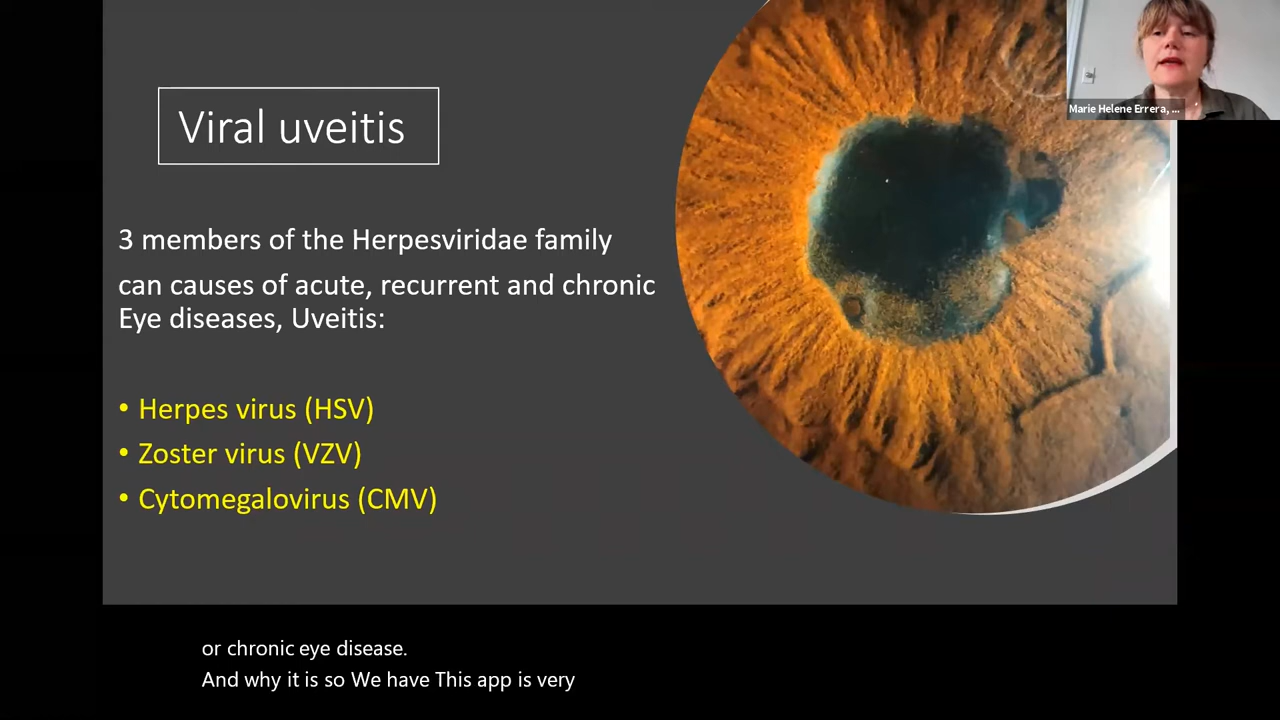 Viral uveitis
Marie Helene Errera, ...
3 members of the Herpesviridae family
can causes of acute, recurrent and chronic
Eye diseases, Uveitis:
• Herpes virus (HSV)
• Zoster virus (VZV)
• Cytomegalovirus (CMV)
or chronic eye disease.
And why it is so We have This app is very